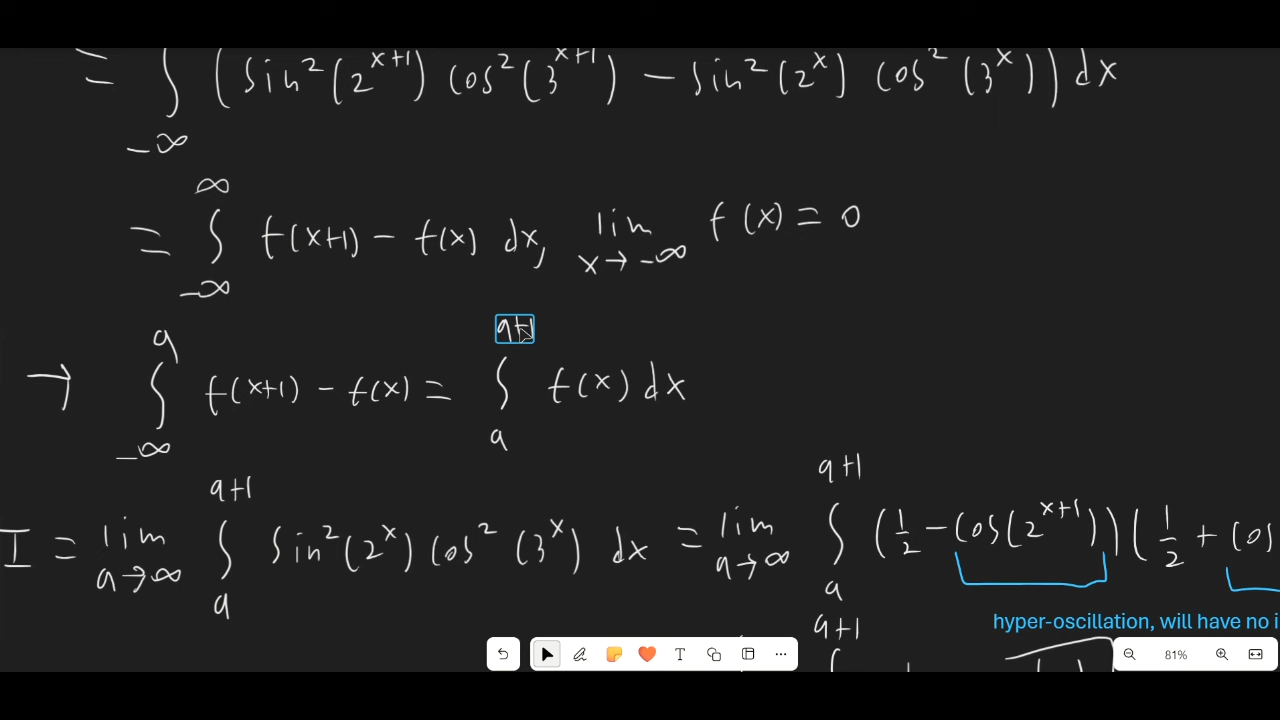 = ∫_{-∞} (sin²(2^{x+1}) cos²(3^{x+1}) − sin²(2^x) cos²(3^x)) dx
= ∫_{-∞}^{∞} f(x+1) − f(x) dx, lim_{x→-∞} f(x) = 0
→ ∫_{-∞}^{a} f(x+1) − f(x) = ∫_{a}^{a+1} f(x) dx
I = lim_{a→∞} ∫_{a}^{a+1} sin²(2^x) cos²(3^x) dx = lim_{a→∞} ∫_{a}^{a+1} (1/2 − cos(2^{x+1}))(1/2 + cos
hyper-oscillation, will have no i
a+1
81%